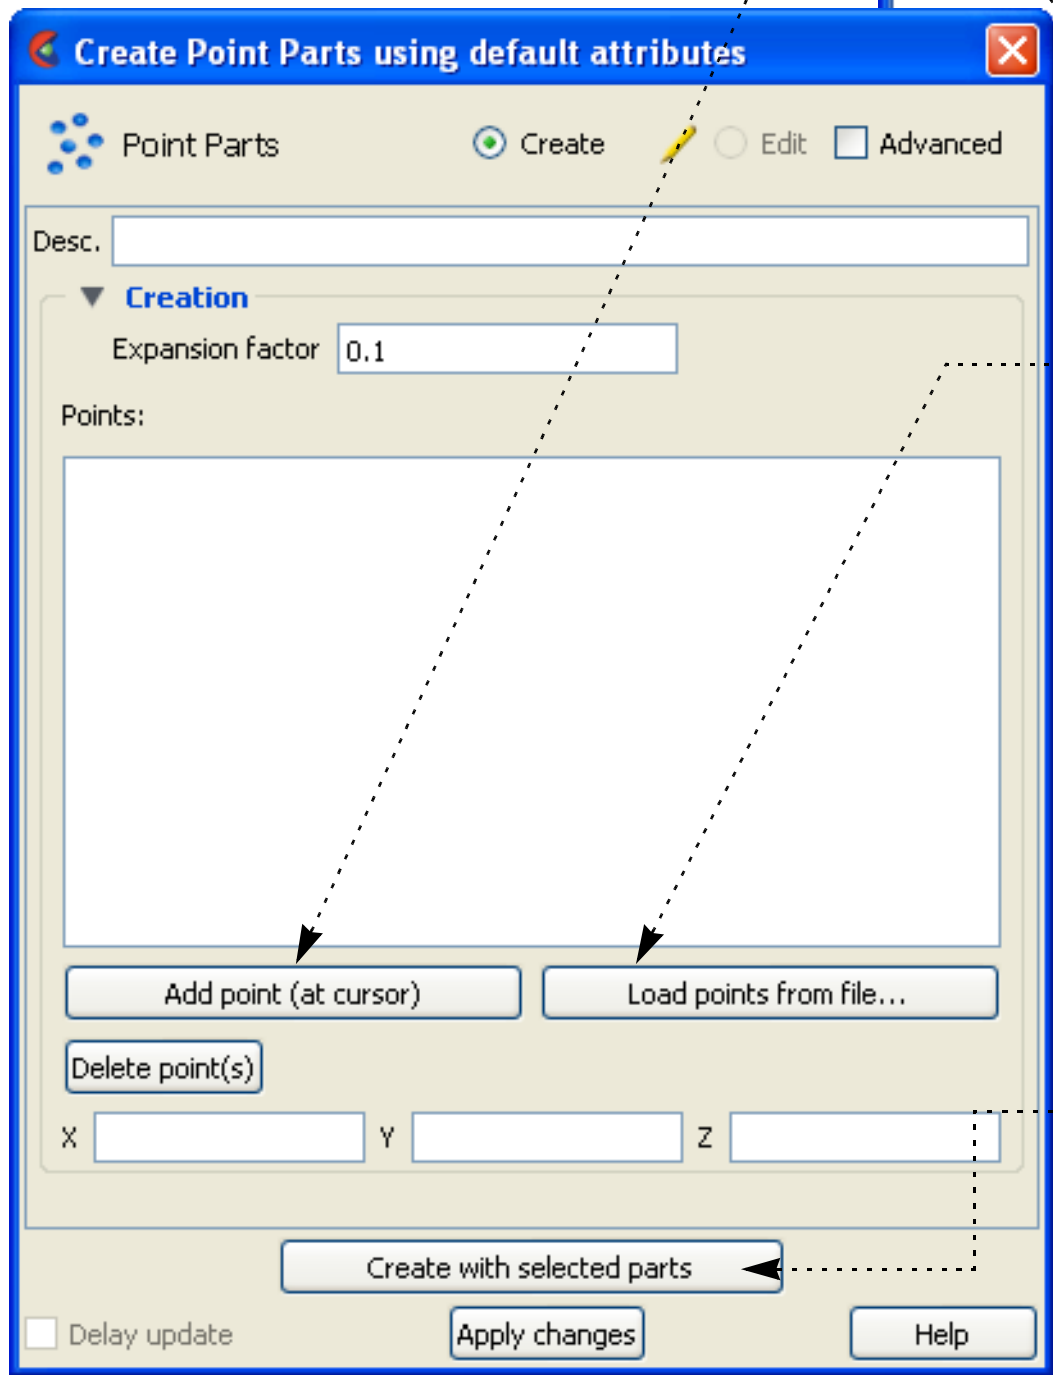 Create Point Parts using default attributes
Point Parts Create Edit Advanced
Desc.
Creation
Expansion factor 0.1
Points:
Add point (at cursor) Load points from file...
Delete point(s)
X Y Z
Create with selected parts
Delay update Apply changes Help